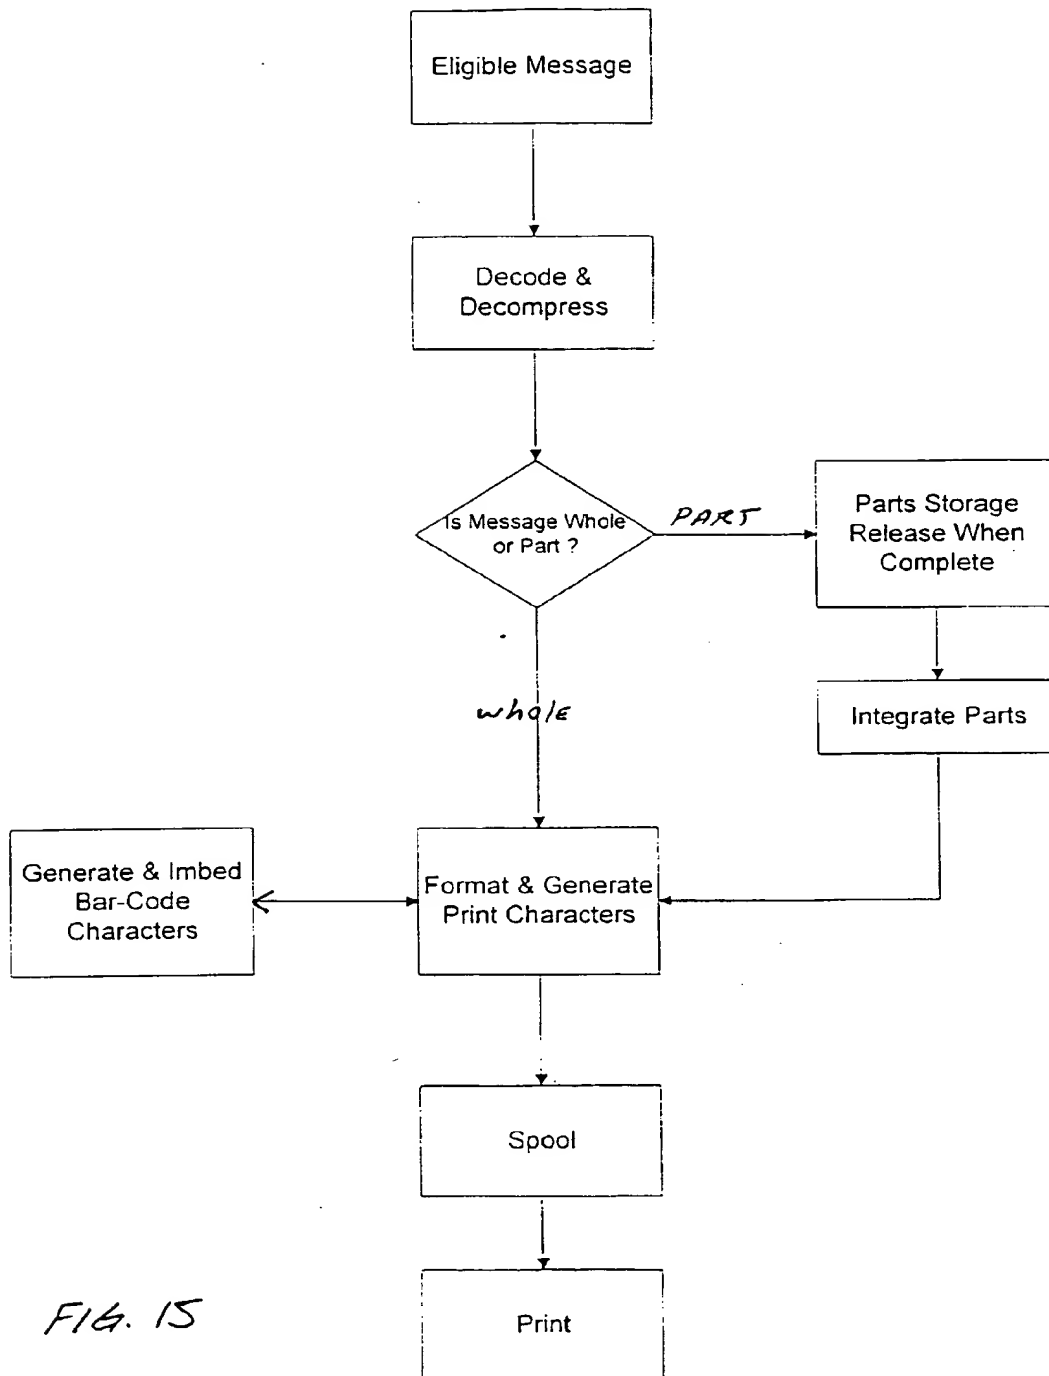 Eligible Message
Decode &
Decompress
Is Message Whole
or Part ?
PART
Parts Storage
Release When
Complete
whole
Integrate Parts
Generate & Imbed
Bar-Code
Characters
Format & Generate
Print Characters
Spool
Print
FIG. 15